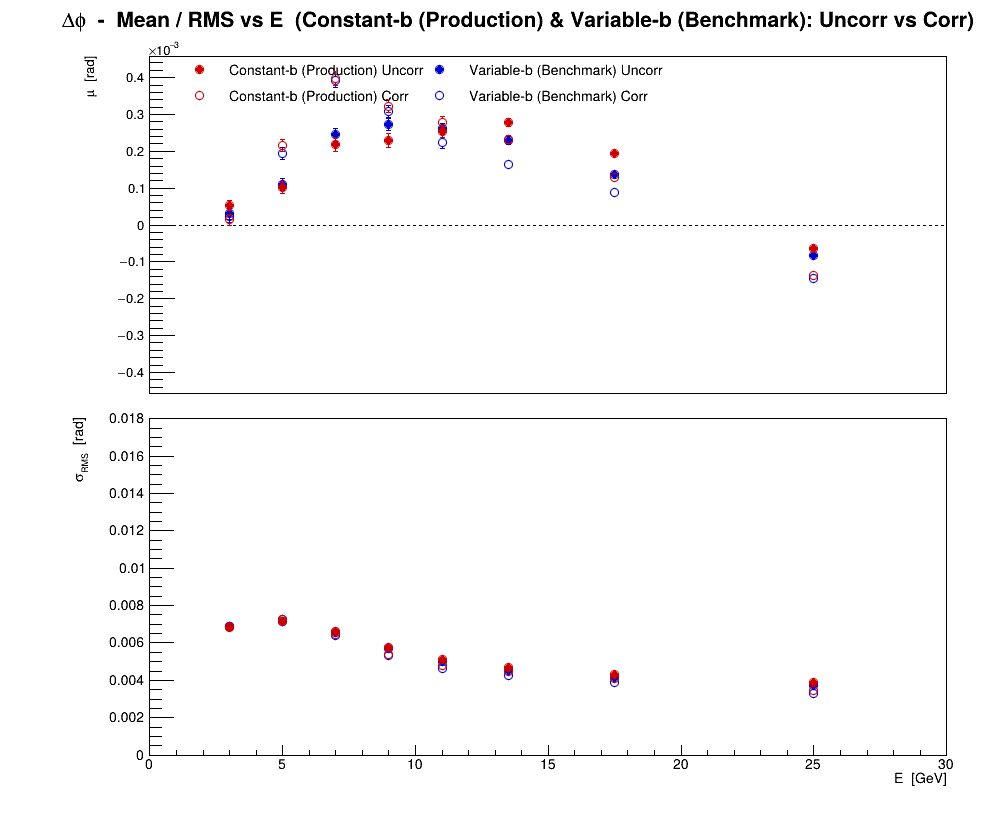 Δϕ - Mean / RMS vs E (Constant-b (Production) & Variable-b (Benchmark): Uncorr vs Corr)
×10⁻³
μ [rad]
Constant-b (Production) Uncorr
Variable-b (Benchmark) Uncorr
Constant-b (Production) Corr
Variable-b (Benchmark) Corr
0.4
0.3
0.2
0.1
0
−0.1
−0.2
−0.3
−0.4
σRMS [rad]
0.018
0.016
0.014
0.012
0.01
0.008
0.006
0.004
0.002
0
0 5 10 15 20 25 30
E [GeV]